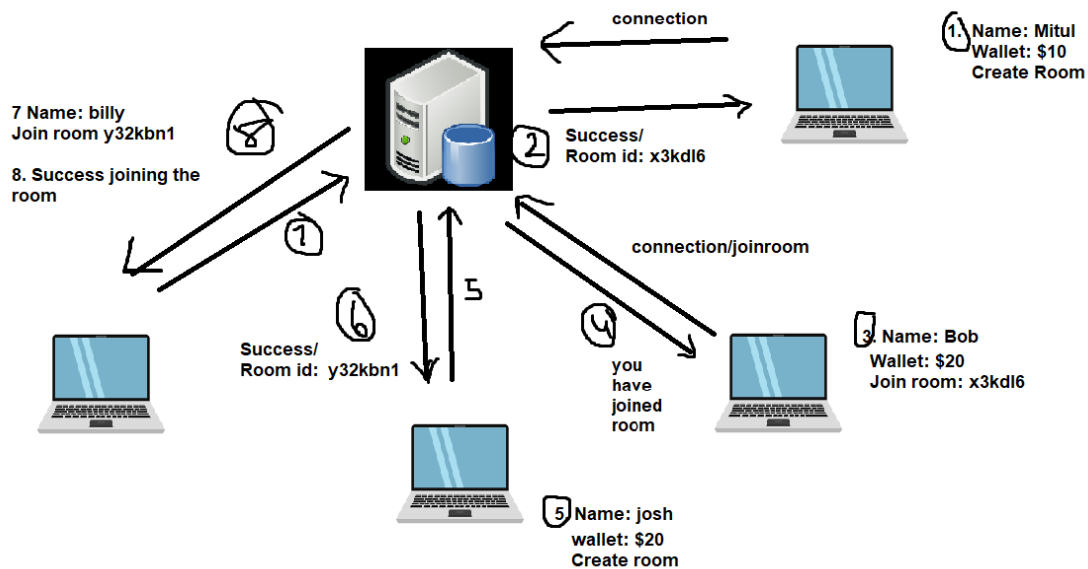 connection
1. Name: Mitul
Wallet: $10
Create Room
2
Success/
Room id: x3kdl6
7 Name: billy
Join room y32kbn1
8. Success joining the
room
8
7
connection/joinroom
3. Name: Bob
Wallet: $20
Join room: x3kdl6
4
you
have
joined
room
5
6
Success/
Room id: y32kbn1
5. Name: josh
wallet: $20
Create room